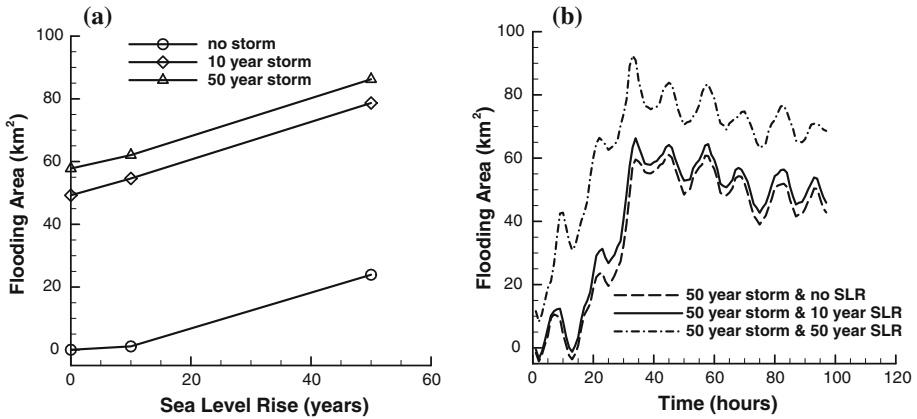 (a)
100
80
60
40
20
0
Flooding Area (km²)
no storm
10 year storm
50 year storm
0
20
40
60
Sea Level Rise (years)
(b)
100
80
60
40
20
0
Flooding Area (km²)
50 year storm & no SLR
50 year storm & 10 year SLR
50 year storm & 50 year SLR
0
20
40
60
80
100
120
Time (hours)